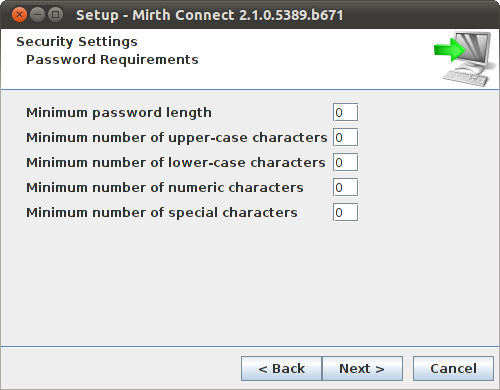 Setup - Mirth Connect 2.1.0.5389.b671
Security Settings
Password Requirements
Minimum password length 0
Minimum number of upper-case characters 0
Minimum number of lower-case characters 0
Minimum number of numeric characters 0
Minimum number of special characters 0
< Back Next > Cancel